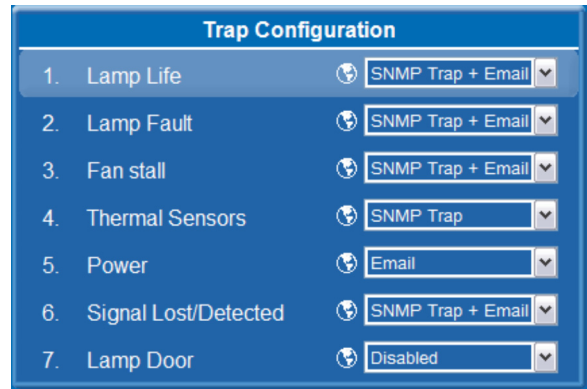 Trap Configuration
1. Lamp Life SNMP Trap + Email
2. Lamp Fault SNMP Trap + Email
3. Fan stall SNMP Trap + Email
4. Thermal Sensors SNMP Trap
5. Power Email
6. Signal Lost/Detected SNMP Trap + Email
7. Lamp Door Disabled